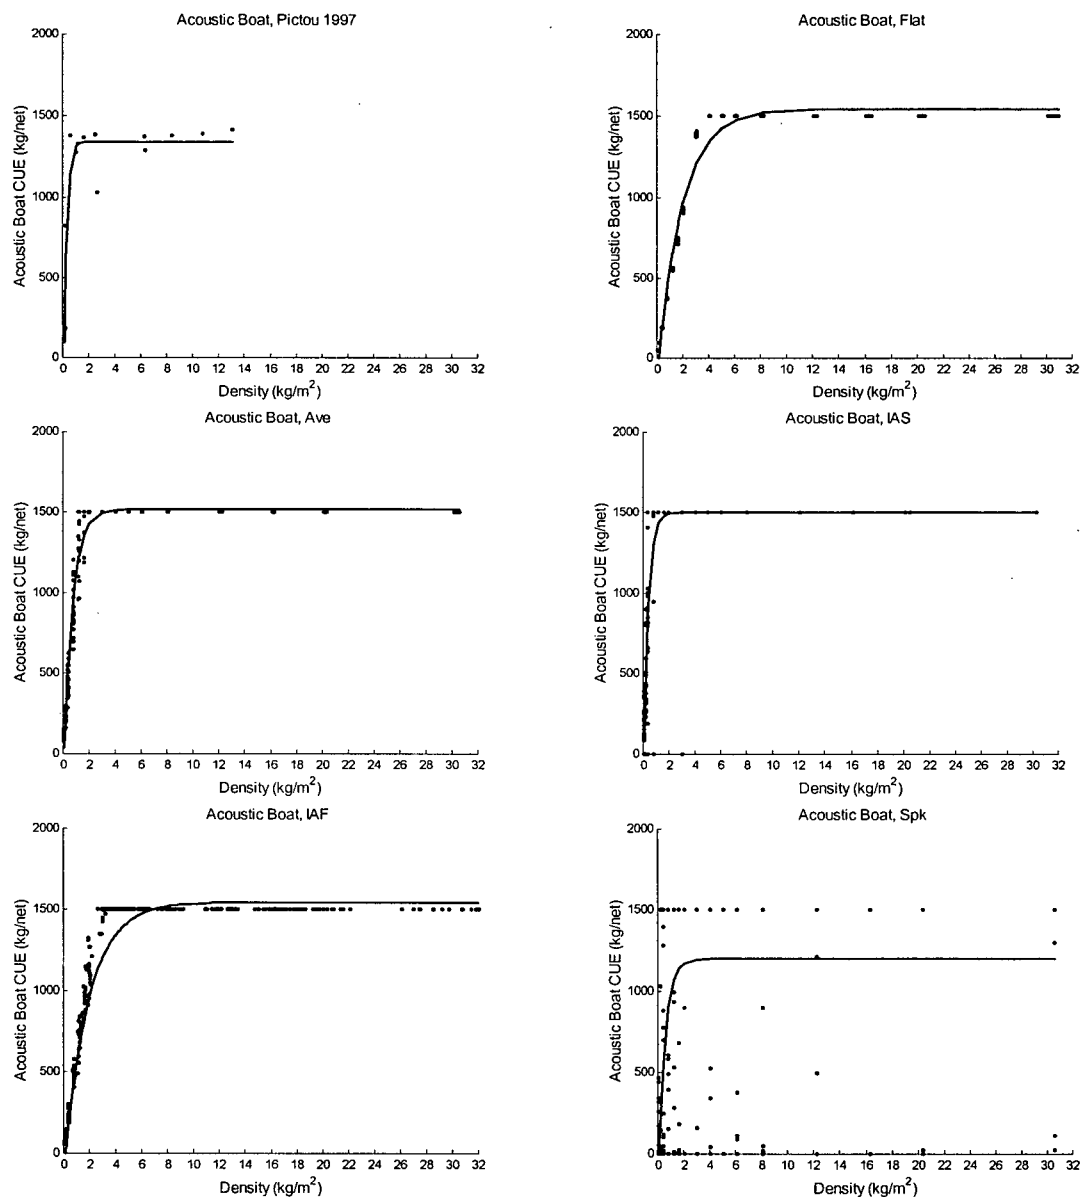 Acoustic Boat, Pictou 1997
2000
1500
1000
500
0
Acoustic Boat CUE (kg/net)
0 2 4 6 8 10 12 14 16 18 20 22 24 26 28 30 32
Density (kg/m²)
Acoustic Boat, Flat
2000
1500
1000
500
0
Acoustic Boat CUE (kg/net)
0 2 4 6 8 10 12 14 16 18 20 22 24 26 28 30 32
Density (kg/m²)
Acoustic Boat, Ave
2000
1500
1000
500
0
Acoustic Boat CUE (kg/net)
0 2 4 6 8 10 12 14 16 18 20 22 24 26 28 30 32
Density (kg/m²)
Acoustic Boat, IAS
2000
1500
1000
500
0
Acoustic Boat CUE (kg/net)
0 2 4 6 8 10 12 14 16 18 20 22 24 26 28 30 32
Density (kg/m²)
Acoustic Boat, IAF
2000
1500
1000
500
0
Acoustic Boat CUE (kg/net)
0 2 4 6 8 10 12 14 16 18 20 22 24 26 28 30 32
Density (kg/m²)
Acoustic Boat, Spk
2000
1500
1000
500
0
Acoustic Boat CUE (kg/net)
0 2 4 6 8 10 12 14 16 18 20 22 24 26 28 30 32
Density (kg/m²)